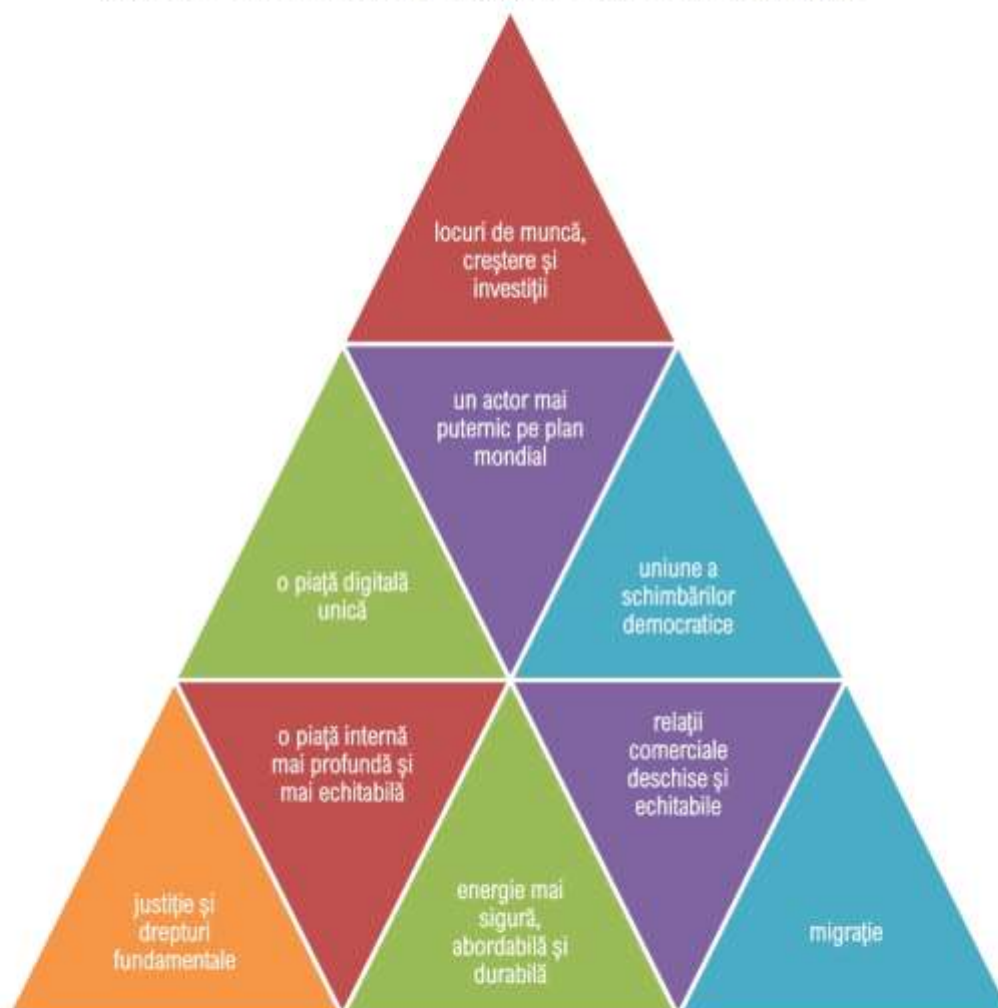 locuri de muncă,
creștere și
investiții
un actor mai
puternic pe plan
mondial
o piață digitală
unică
uniune a
schimbărilor
democratice
o piață internă
mai profundă și
mai echitabilă
relații
comerciale
deschise și
echitabile
justiție și
drepturi
fundamentale
energie mai
sigură,
abordabilă și
durabilă
migrație